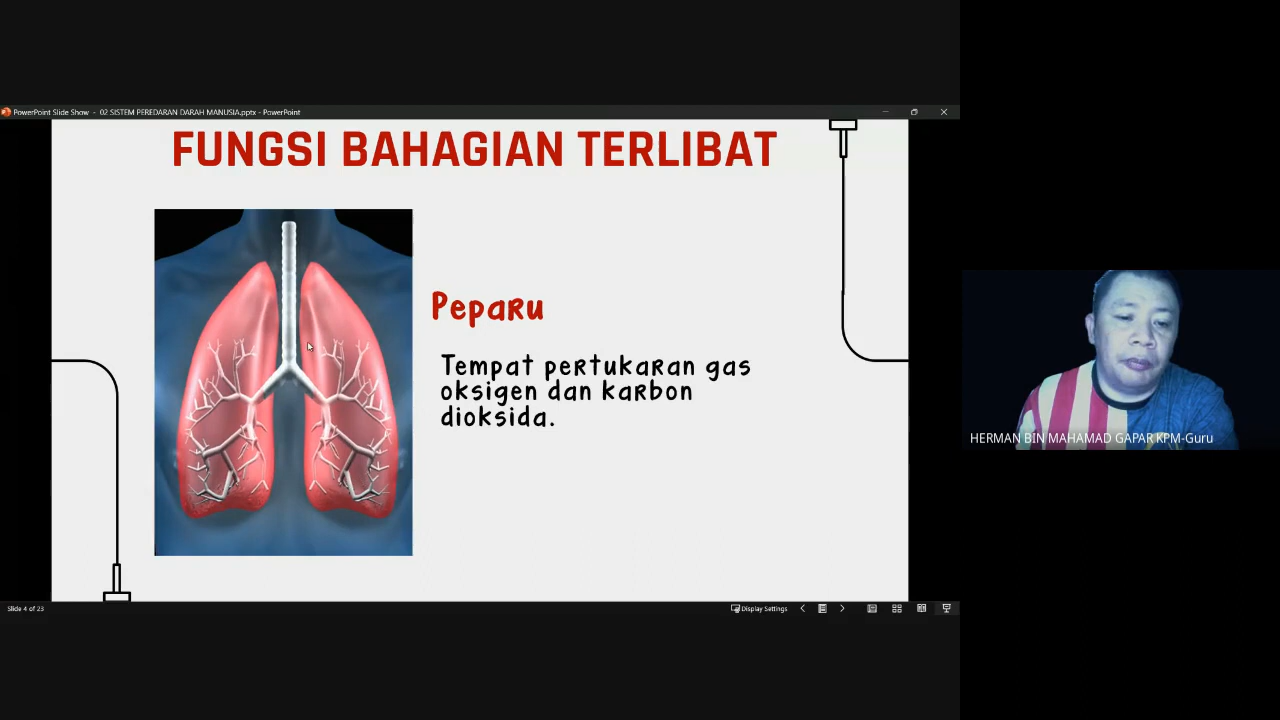 PowerPoint Slide Show - 02 SISTEM PEREDARAN DARAH MANUSIA.pptx - PowerPoint
FUNGSI BAHAGIAN TERLIBAT
Peparu
Tempat pertukaran gas
oksigen dan karbon
dioksida.
HERMAN BIN MAHAMAD GAPAR KPM-Guru
Slide 4 of 23
Display Settings